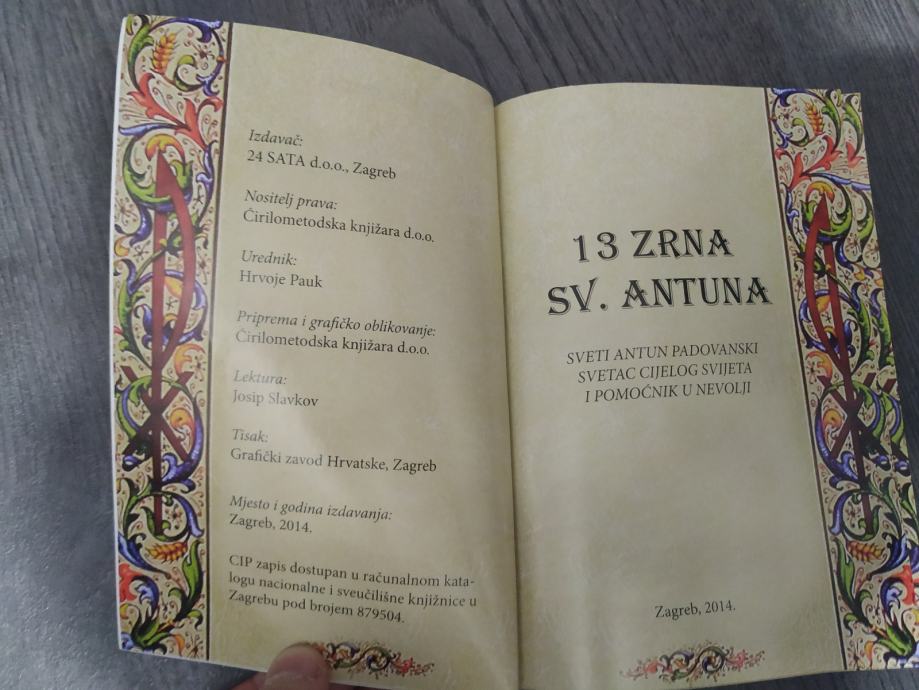 Izdavač:
24 SATA d.o.o., Zagreb
Nositelj prava:
Ćirilometodska knjižara d.o.o.
Urednik:
Hrvoje Pauk
Priprema i grafičko oblikovanje:
Ćirilometodska knjižara d.o.o.
Lektura:
Josip Slavkov
Tisak:
Grafički zavod Hrvatske, Zagreb
Mjesto i godina izdavanja:
Zagreb, 2014.
CIP zapis dostupan u računalnom kata-
logu nacionalne i sveučilišne knjižnice u
Zagrebu pod brojem 879504.
13 ZRNA
SV. ANTUNA
SVETI ANTUN PADOVANSKI
SVETAC CIJELOG SVIJETA
I POMOĆNIK U NEVOLJI
Zagreb, 2014.